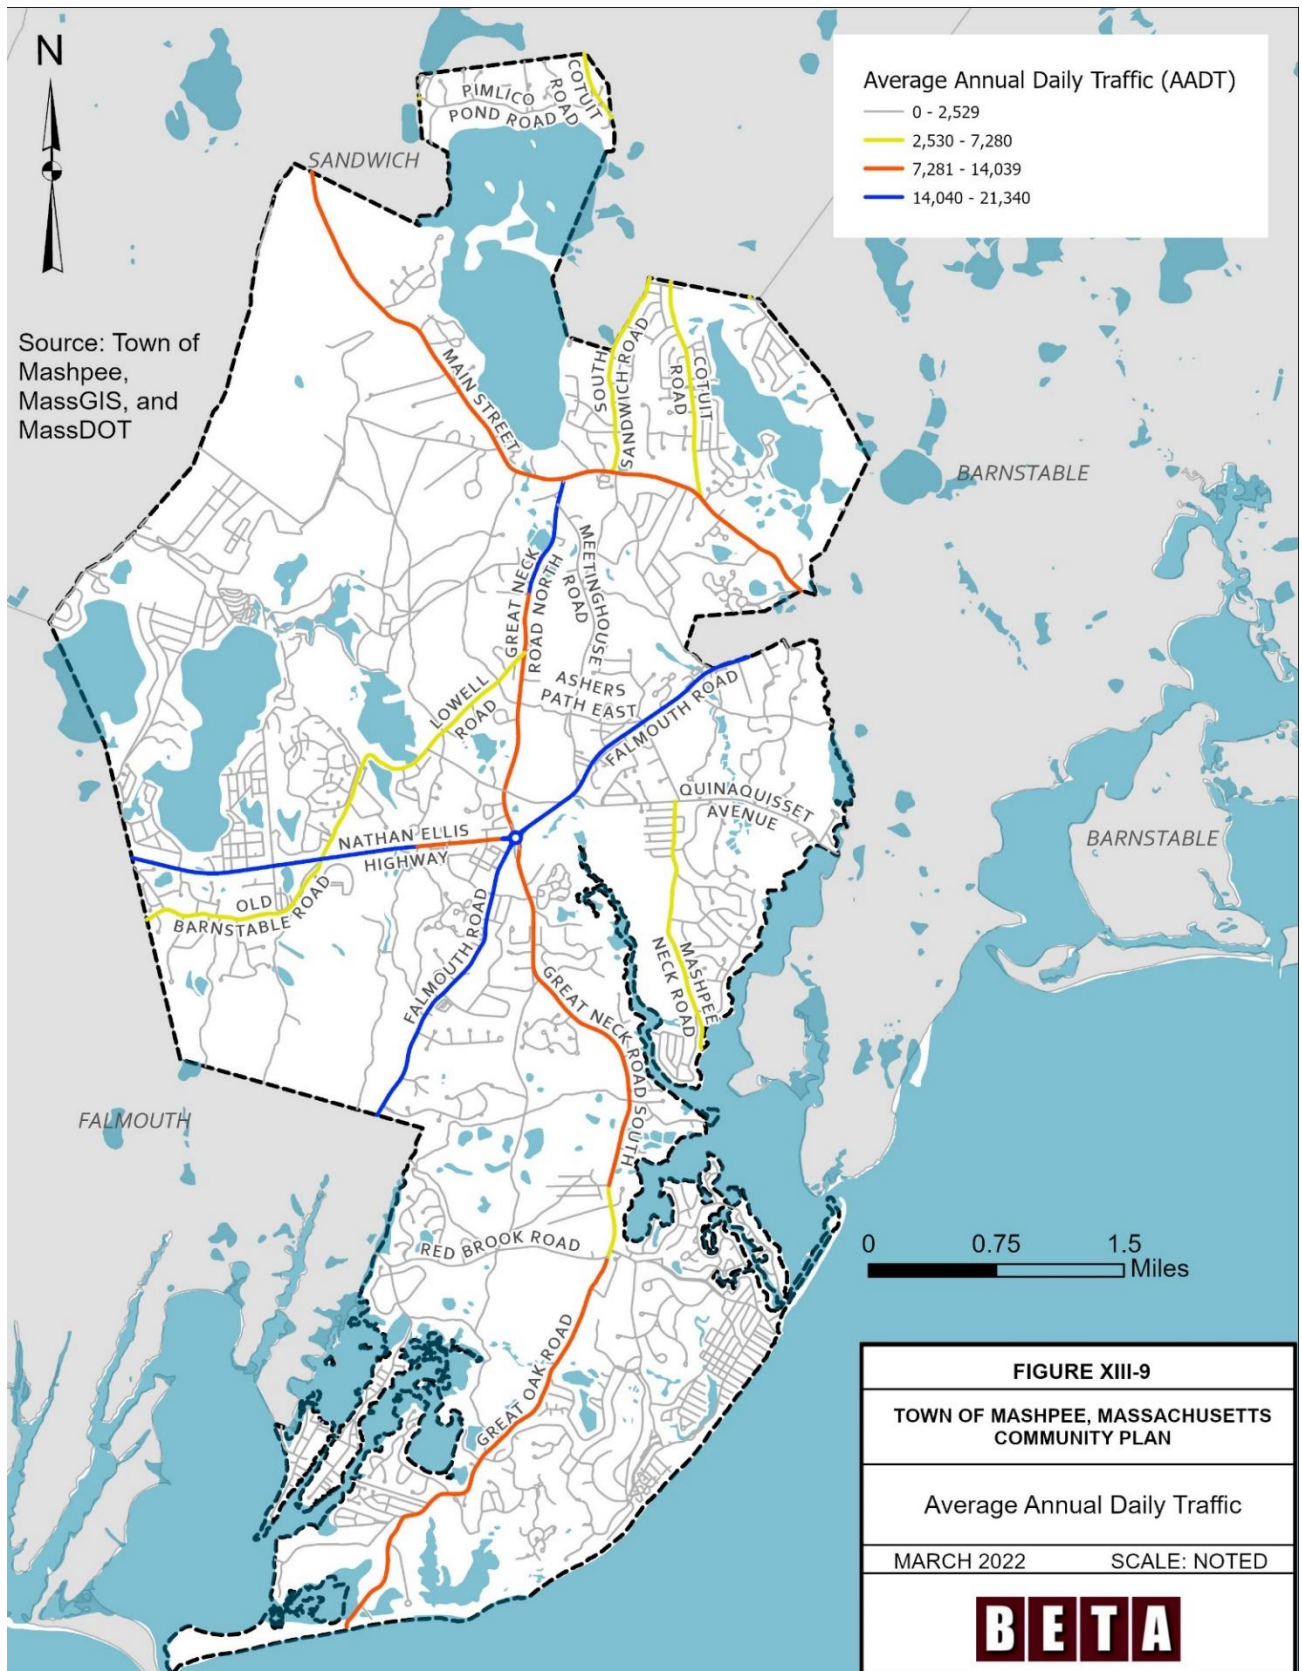 N
Average Annual Daily Traffic (AADT)
0 - 2,529
2,530 - 7,280
7,281 - 14,039
14,040 - 21,340
Source: Town of
Mashpee,
MassGIS, and
MassDOT
PIMLICO
POND ROAD
COTUIT
ROAD
SANDWICH
MAIN STREET
SOUTH
SANDWICH ROAD
COTUIT
ROAD
BARNSTABLE
GREAT NECK
ROAD NORTH
MEETINGHOUSE
ROAD
ASHERS
PATH EAST
LOWELL
ROAD
FALMOUTH ROAD
QUINAQUISSET
AVENUE
NATHAN ELLIS
HIGHWAY
BARNSTABLE
OLD
BARNSTABLE ROAD
FALMOUTH ROAD
MASHPEE
NECK ROAD
GREAT NECK ROAD SOUTH
FALMOUTH
RED BROOK ROAD
GREAT OAK ROAD
0 0.75 1.5
Miles
FIGURE XIII-9
TOWN OF MASHPEE, MASSACHUSETTS
COMMUNITY PLAN
Average Annual Daily Traffic
MARCH 2022 SCALE: NOTED
BETA